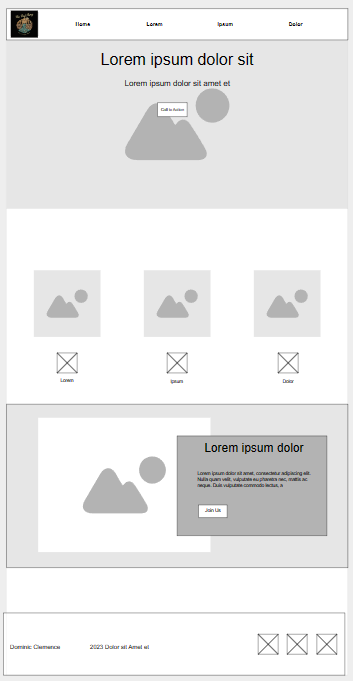 Home Lorem Ipsum Dolor
Lorem ipsum dolor sit
Lorem ipsum dolor sit amet et
Call to Action
Lorem Ipsum Dolor
Lorem ipsum dolor
Lorem ipsum dolor sit amet, consectetur adipiscing elit.
Nulla quam velit, vulputate eu pharetra nec, mattis ac
neque. Duis vulputate commodo lectus, a
Join Us
Dominic Clemence 2023 Dolor sit Amet et